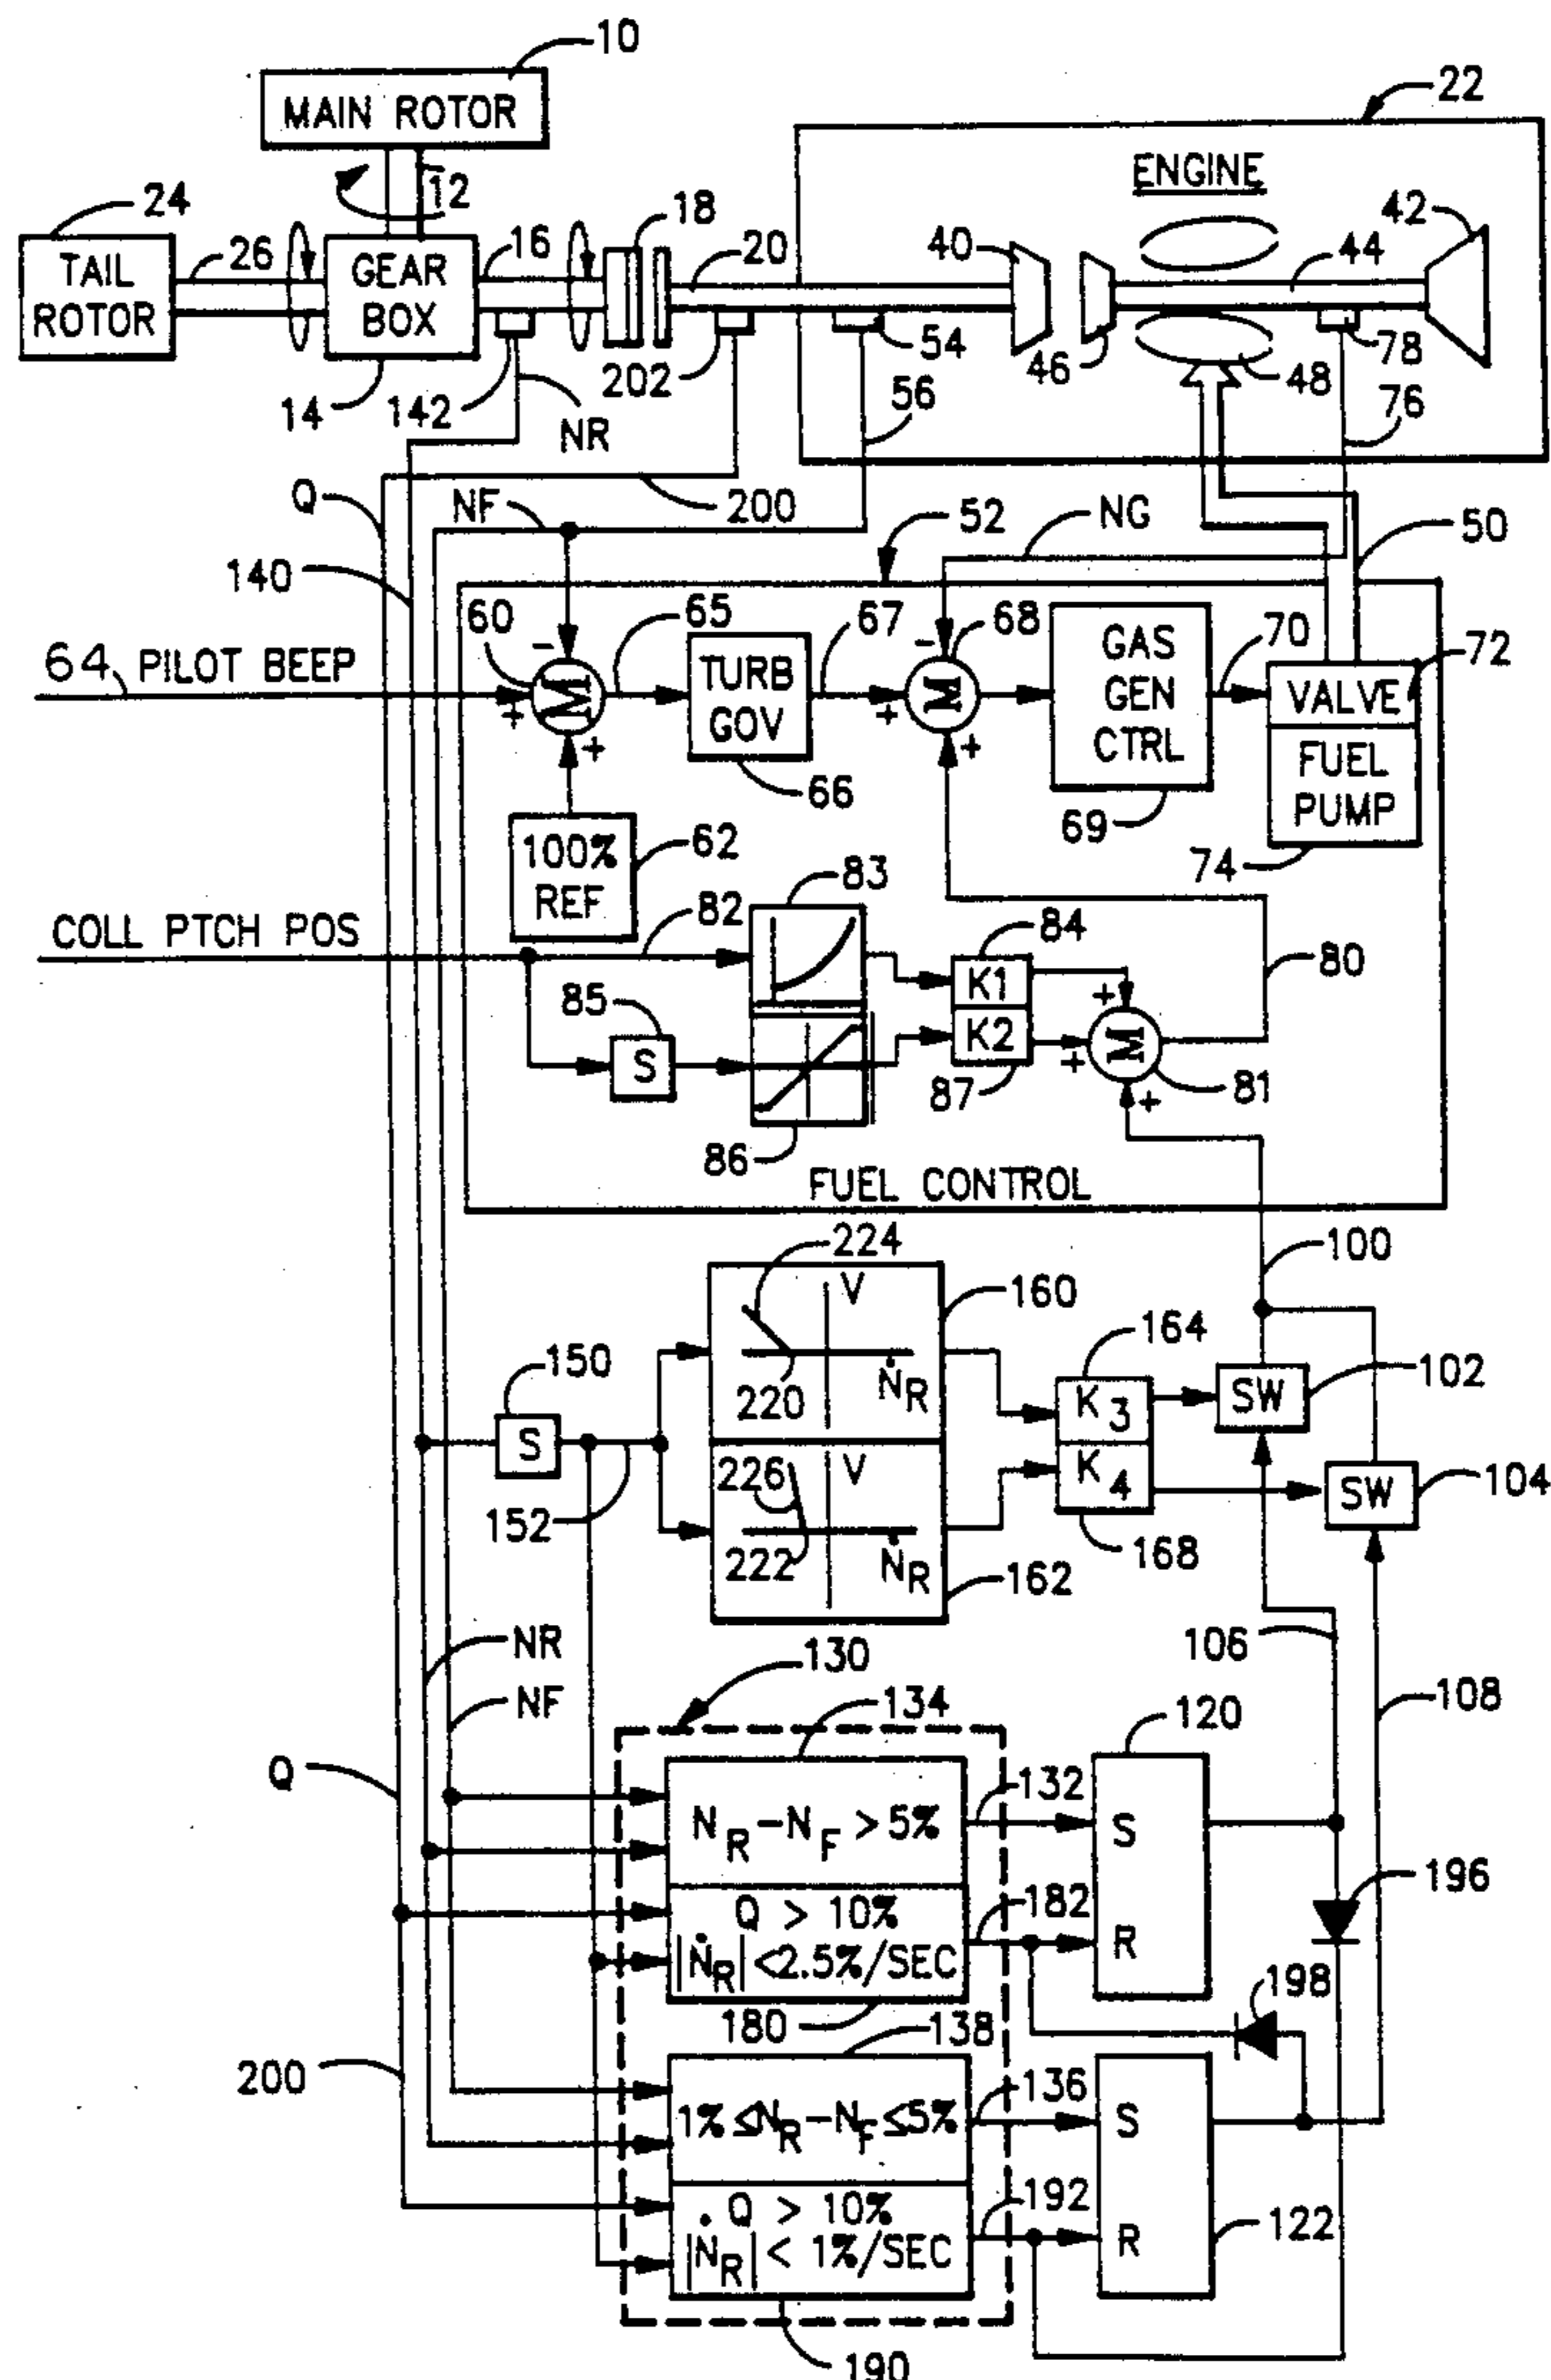 10
MAIN ROTOR
22
12
ENGINE
24
26
16
18
20
40
44
42
TAIL
ROTOR
GEAR
BOX
14
142
NR
202
54
56
46
48
78
76
Q
NF
200
52
NG
50
140
60
65
67
68
70
72
64
PILOT BEEP
-
+
+
M
TURB
GOV
66
-
+
+
M
GAS
GEN
CTRL
69
VALVE
FUEL
PUMP
74
100%
REF
62
COLL PTCH POS
82
83
84
K1
K2
87
80
85
S
86
+
+
+
M
81
FUEL CONTROL
224
V
160
100
220
ṄR
164
K3
102
SW
150
S
152
226
V
222
ṄR
162
K4
168
104
SW
106
108
NR
NF
130
134
120
Q
NR-NF>5%
132
S
196
Q > 10%
|ṄR|<2.5%/SEC
182
R
180
198
138
200
1%≤NR-NF≤5%
136
S
Q > 10%
|ṄR|< 1%/SEC
192
R
122
190